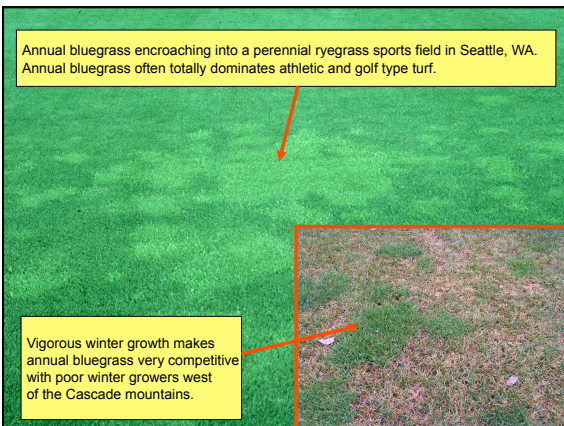 Annual bluegrass encroaching into a perennial ryegrass sports field in Seattle, WA.
Annual bluegrass often totally dominates athletic and golf type turf.
Vigorous winter growth makes
annual bluegrass very competitive
with poor winter growers west
of the Cascade mountains.